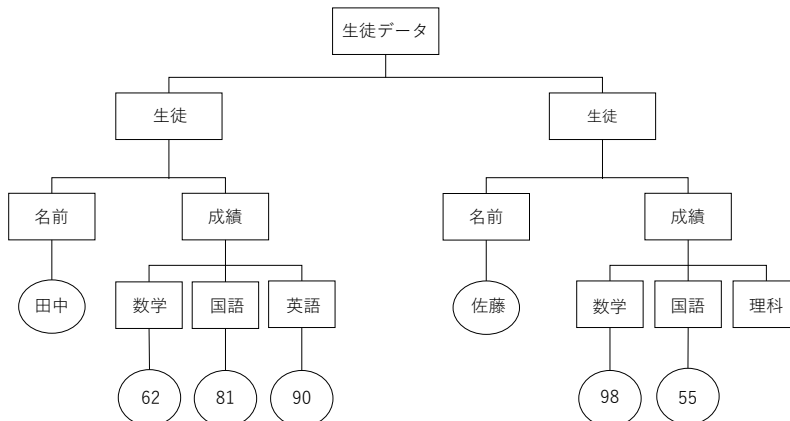 生徒データ
生徒
生徒
名前
成績
名前
成績
田中
数学
国語
英語
佐藤
数学
国語
理科
62
81
90
98
55